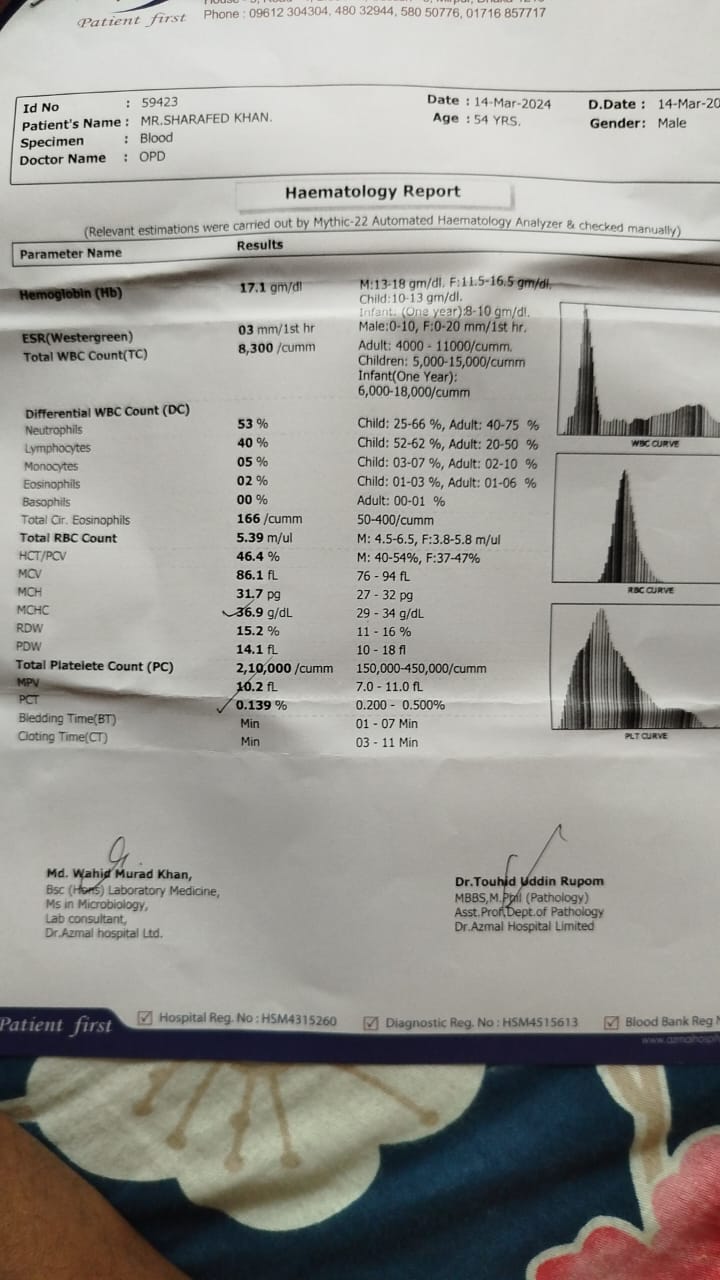 Patient first
Phone : 09612 304304, 480 32944, 580 50776, 01716 857717
Id No : 59423 Date : 14-Mar-2024 D.Date : 14-Mar-20
Patient's Name : MR.SHARAFED KHAN. Age : 54 YRS. Gender: Male
Specimen : Blood
Doctor Name : OPD
Haematology Report
(Relevant estimations were carried out by Mythic-22 Automated Haematology Analyzer & checked manually)
Parameter Name Results
Hemoglobin (Hb) 17.1 gm/dl M:13-18 gm/dl, F:11.5-16.5 gm/dl,
Child:10-13 gm/dl.
Infant. (One year):8-10 gm/dl.
ESR(Westergreen) 03 mm/1st hr Male:0-10, F:0-20 mm/1st hr.
Total WBC Count(TC) 8,300 /cumm Adult: 4000 - 11000/cumm.
Children: 5,000-15,000/cumm
Infant(One Year):
6,000-18,000/cumm
WBC CURVE
Differential WBC Count (DC)
Neutrophils 53 % Child: 25-66 %, Adult: 40-75 %
Lymphocytes 40 % Child: 52-62 %, Adult: 20-50 %
Monocytes 05 % Child: 03-07 %, Adult: 02-10 %
Eosinophils 02 % Child: 01-03 %, Adult: 01-06 %
Basophils 00 % Adult: 00-01 %
Total Cir. Eosinophils 166 /cumm 50-400/cumm
Total RBC Count 5.39 m/ul M: 4.5-6.5, F:3.8-5.8 m/ul
HCT/PCV 46.4 % M: 40-54%, F:37-47%
MCV 86.1 fL 76 - 94 fL
MCH 31.7 pg 27 - 32 pg
RBC CURVE
MCHC 36.9 g/dL 29 - 34 g/dL
RDW 15.2 % 11 - 16 %
PDW 14.1 fL 10 - 18 fl
Total Platelete Count (PC) 2,10,000 /cumm 150,000-450,000/cumm
MPV 10.2 fL 7.0 - 11.0 fL
PCT 0.139 % 0.200 - 0.500%
Bledding Time(BT) Min 01 - 07 Min
Cloting Time(CT) Min 03 - 11 Min
PLT CURVE
Md. Wahid Murad Khan,
Bsc (Hons) Laboratory Medicine,
Ms in Microbiology,
Lab consultant,
Dr.Azmal hospital Ltd.
Dr.Touhid Uddin Rupom
MBBS,M.Phil (Pathology)
Asst.Prof,Dept.of Pathology
Dr.Azmal Hospital Limited
Patient first Hospital Reg. No : HSM4315260 Diagnostic Reg. No : HSM4515613 Blood Bank Reg N